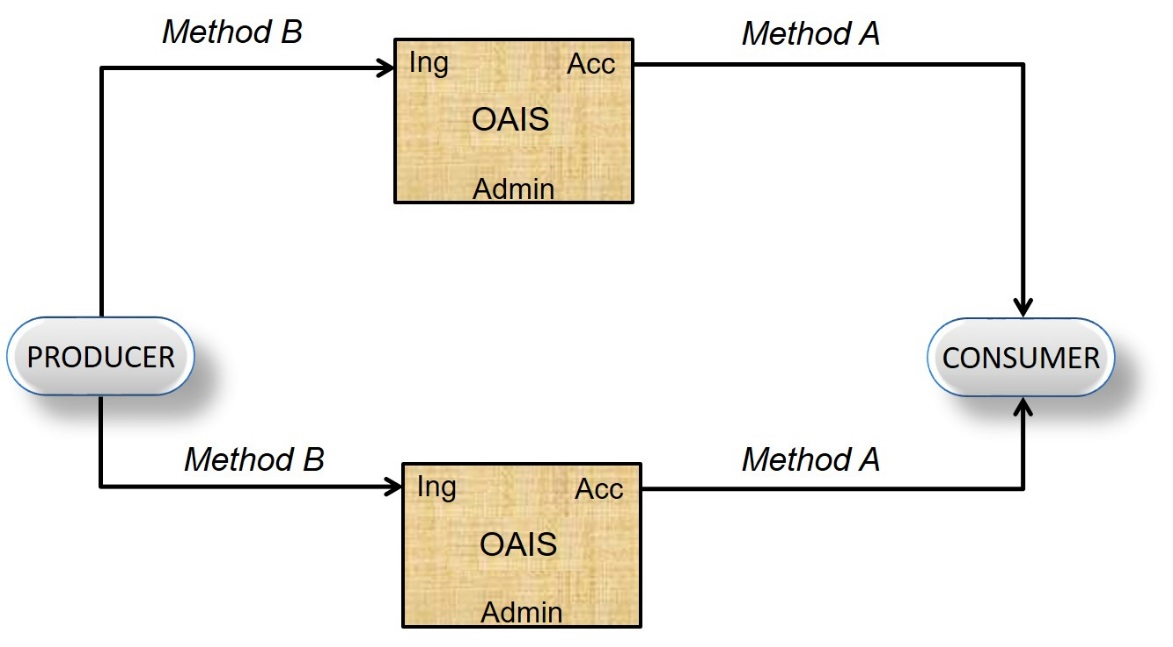 Method B
Method A
Ing
Acc
OAIS
Admin
PRODUCER
CONSUMER
Method B
Method A
Ing
Acc
OAIS
Admin